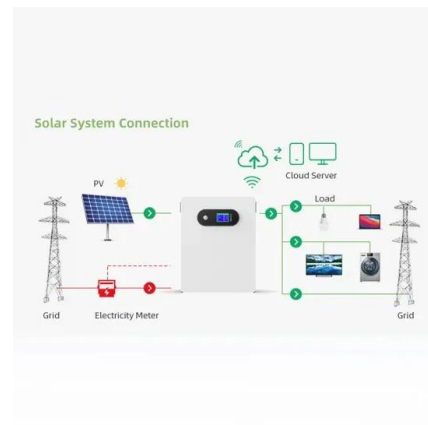 Solar System Connection
PV
Cloud Server
Load
Grid
Electricity Meter
Grid